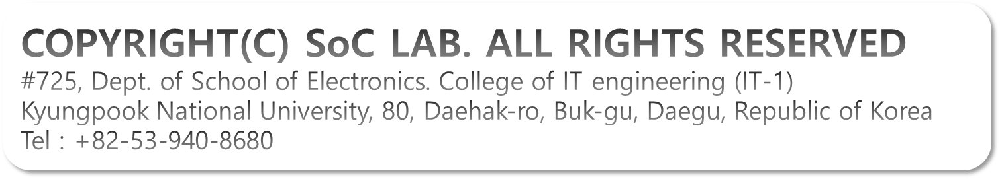 COPYRIGHT(C) SoC LAB. ALL RIGHTS RESERVED
#725, Dept. of School of Electronics. College of IT engineering (IT-1)
Kyungpook National University, 80, Daehak-ro, Buk-gu, Daegu, Republic of Korea
Tel : +82-53-940-8680